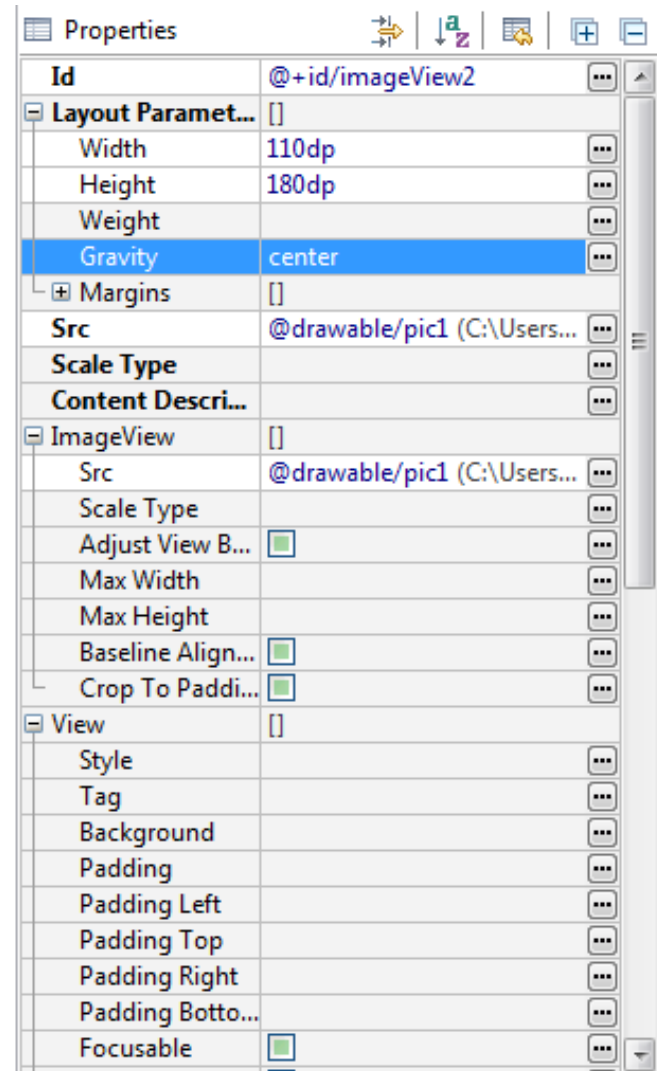 Properties
Id @+id/imageView2
Layout Paramet... []
Width 110dp
Height 180dp
Weight
Gravity center
Margins []
Src @drawable/pic1 (C:\Users...
Scale Type
Content Descri...
ImageView []
Src @drawable/pic1 (C:\Users...
Scale Type
Adjust View B...
Max Width
Max Height
Baseline Align...
Crop To Paddi...
View []
Style
Tag
Background
Padding
Padding Left
Padding Top
Padding Right
Padding Botto...
Focusable